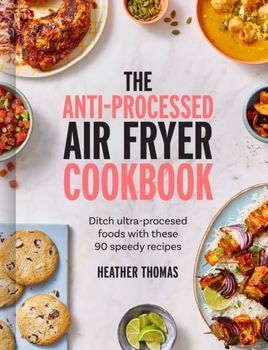 THE
ANTI-PROCESSED
AIR FRYER
COOKBOOK
Ditch ultra-procesed
foods with these
90 speedy recipes
HEATHER THOMAS